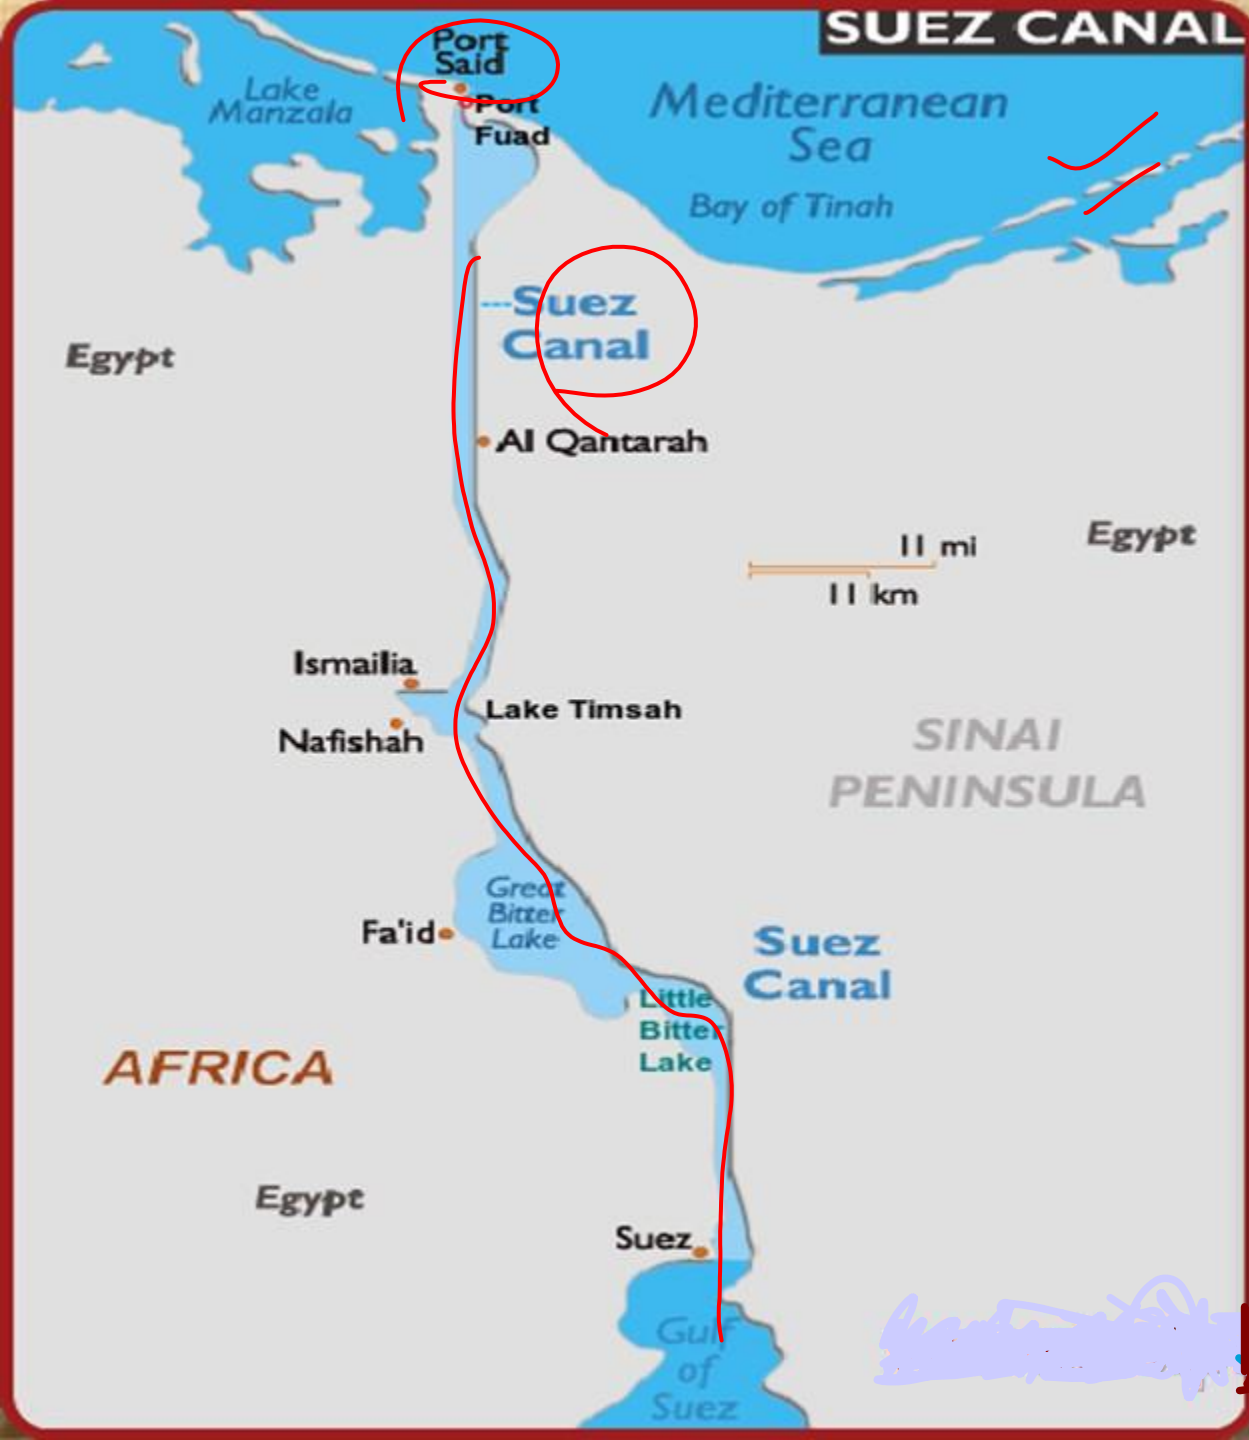 SUEZ CANAL
Port
Said
Port
Fuad
Lake
Manzala
Mediterranean
Sea
Bay of Tinah
Suez
Canal
Egypt
Al Qantarah
Egypt
11 mi
11 km
Ismailia
Lake Timsah
Nafishah
SINAI
PENINSULA
Great
Bitter
Lake
Fa'id
Suez
Canal
Little
Bitter
Lake
AFRICA
Egypt
Suez
Gulf
of
Suez